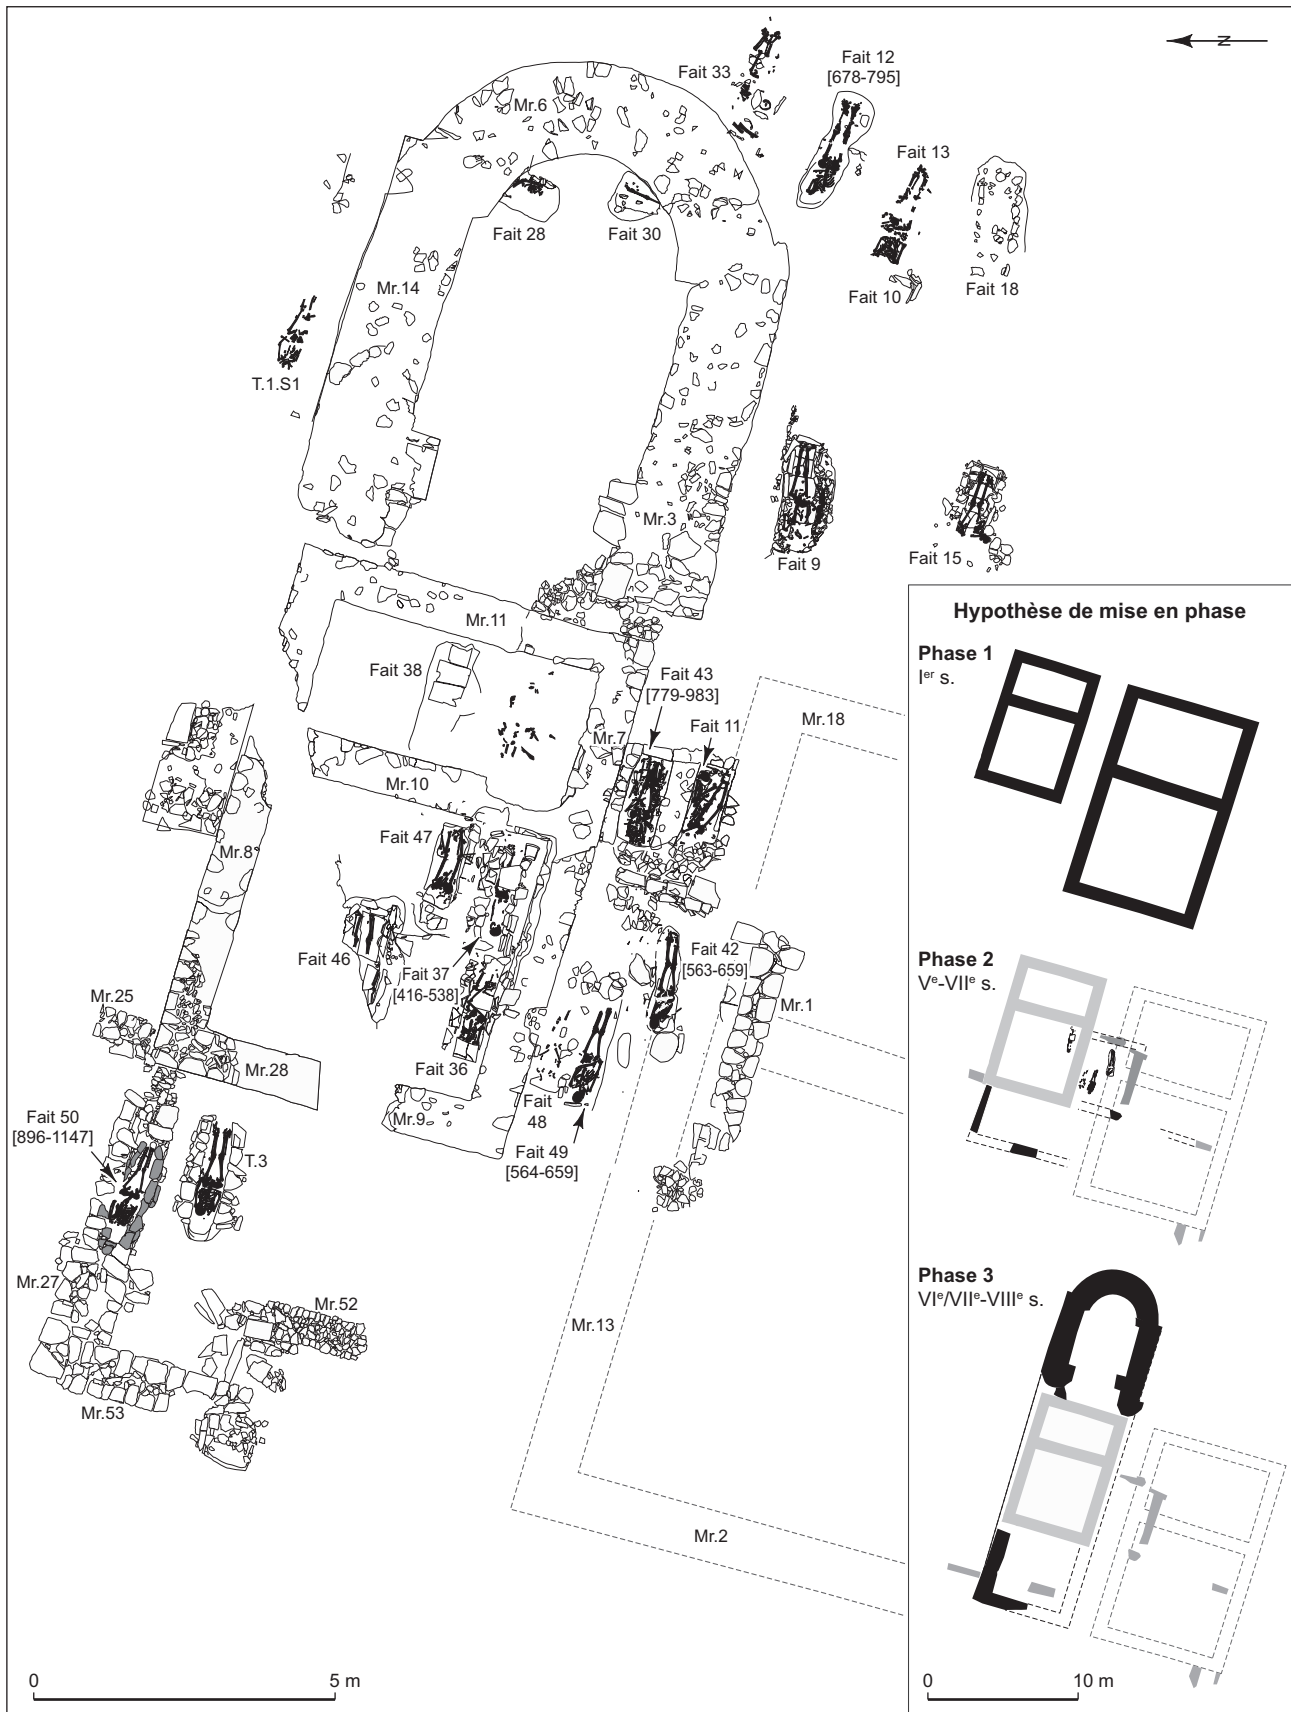 N
Fait 33
Fait 12
[678-795]
Mr.6
Fait 13
Fait 28
Fait 30
Fait 10
Fait 18
Mr.14
T.1.S1
Mr.3
Fait 9
Fait 15
Mr.11
Fait 38
Fait 43
[779-983]
Fait 11
Mr.18
Mr.7
Mr.10
Fait 47
Mr.8
Fait 46
Fait 37
[416-538]
Fait 42
[563-659]
Mr.25
Mr.1
Mr.28
Fait 36
Fait 50
[896-1147]
Mr.9
Fait
48
T.3
Fait 49
[564-659]
Mr.27
Mr.52
Mr.13
Mr.53
Mr.2
0 5 m
Hypothèse de mise en phase
Phase 1
Ier s.
Phase 2
Ve-VIIe s.
Phase 3
VIe/VIIe-VIIIe s.
0 10 m